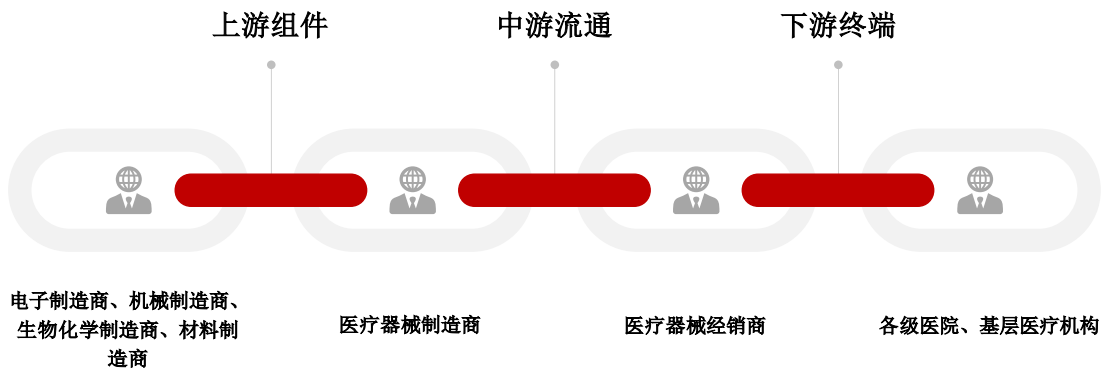 上游组件
中游流通
下游终端
电子制造商、机械制造商、
生物化学制造商、材料制
造商
医疗器械制造商
医疗器械经销商
各级医院、基层医疗机构